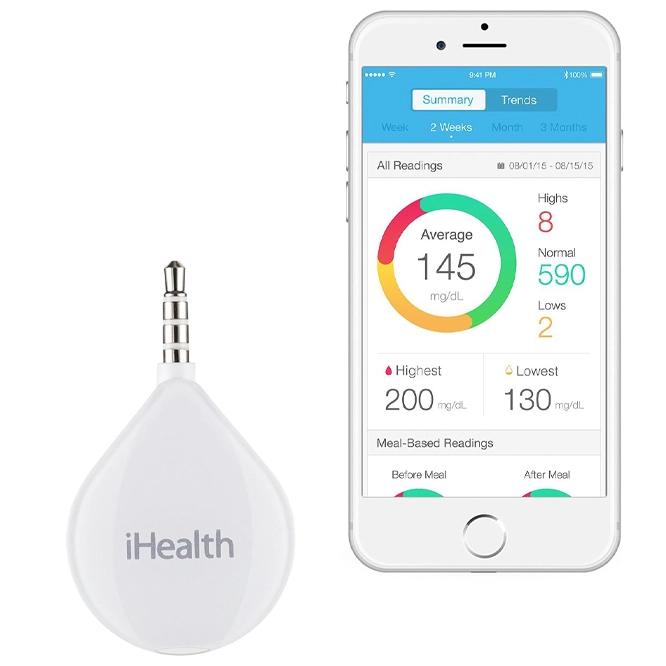 iHealth
9:41 PM
100%
Summary Trends
Week 2 Weeks Month 3 Months
All Readings 08/01/15 - 08/15/15
Average
145
mg/dL
Highs
8
Normal
590
Lows
2
Highest
200 mg/dL
Lowest
130 mg/dL
Meal-Based Readings
Before Meal After Meal